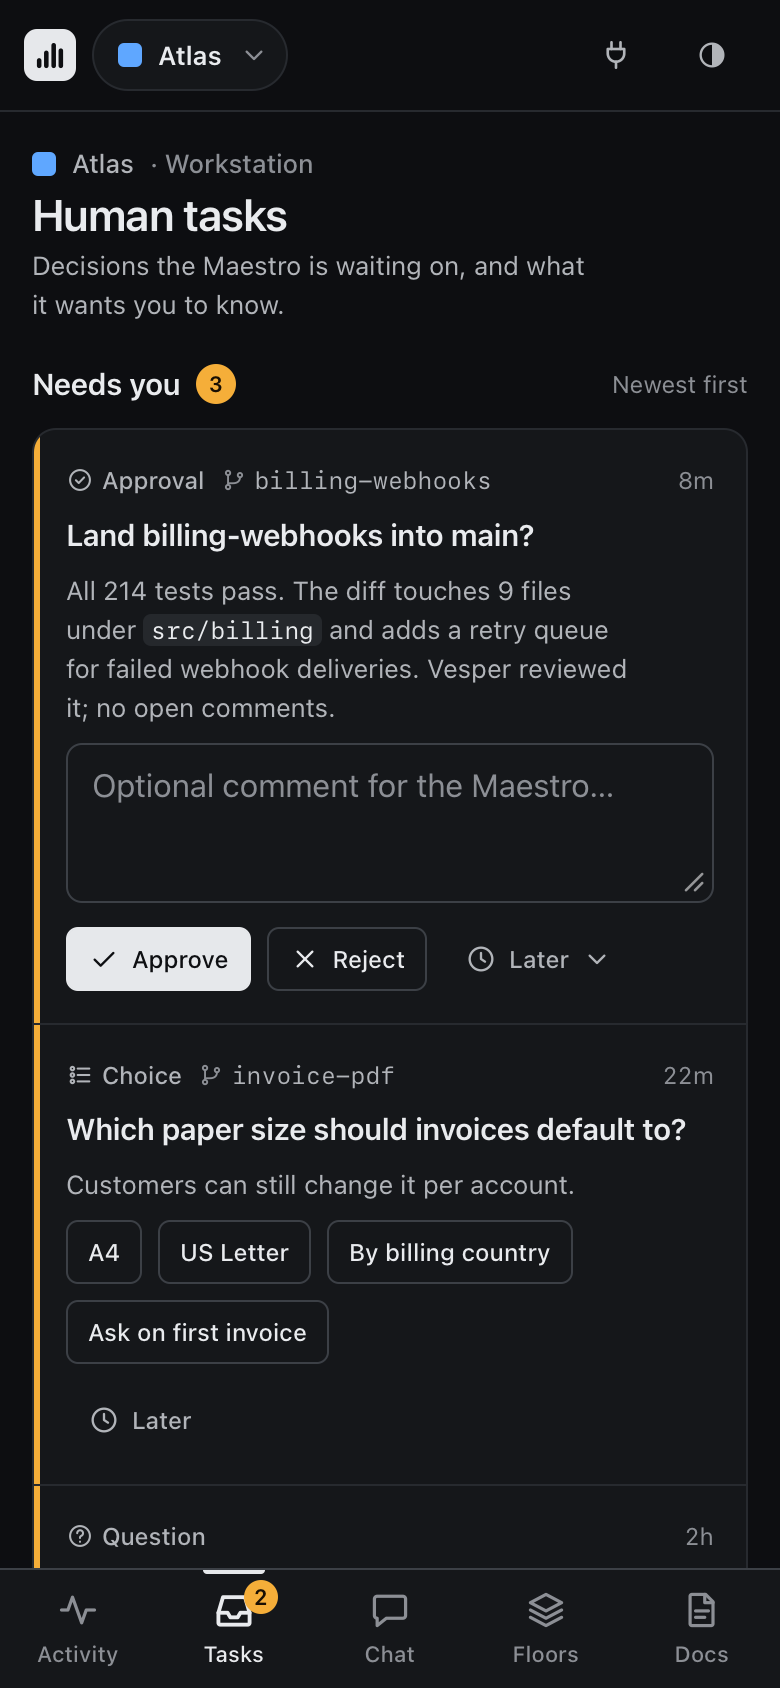 Atlas
Atlas · Workstation
Human tasks
Decisions the Maestro is waiting on, and what
it wants you to know.
Needs you 3
Newest first
Approval billing-webhooks 8m
Land billing-webhooks into main?
All 214 tests pass. The diff touches 9 files
under src/billing and adds a retry queue
for failed webhook deliveries. Vesper reviewed
it; no open comments.
Optional comment for the Maestro...
Approve Reject Later
Choice invoice-pdf 22m
Which paper size should invoices default to?
Customers can still change it per account.
A4 US Letter By billing country
Ask on first invoice
Later
Question 2h
2
Activity Tasks Chat Floors Docs